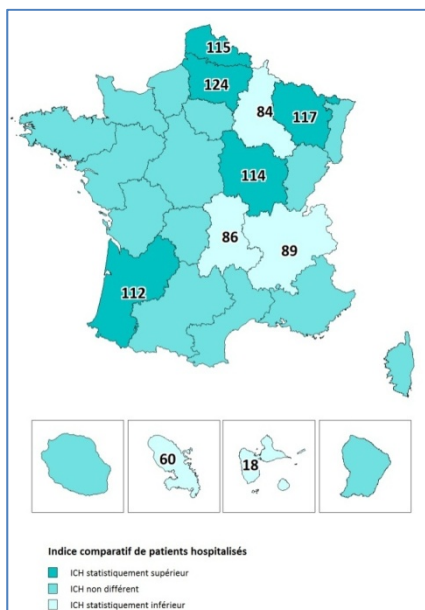 115
124
84
117
114
86
89
112
60
18
Indice comparatif de patients hospitalisés
ICH statistiquement supérieur
ICH non différent
ICH statistiquement inférieur